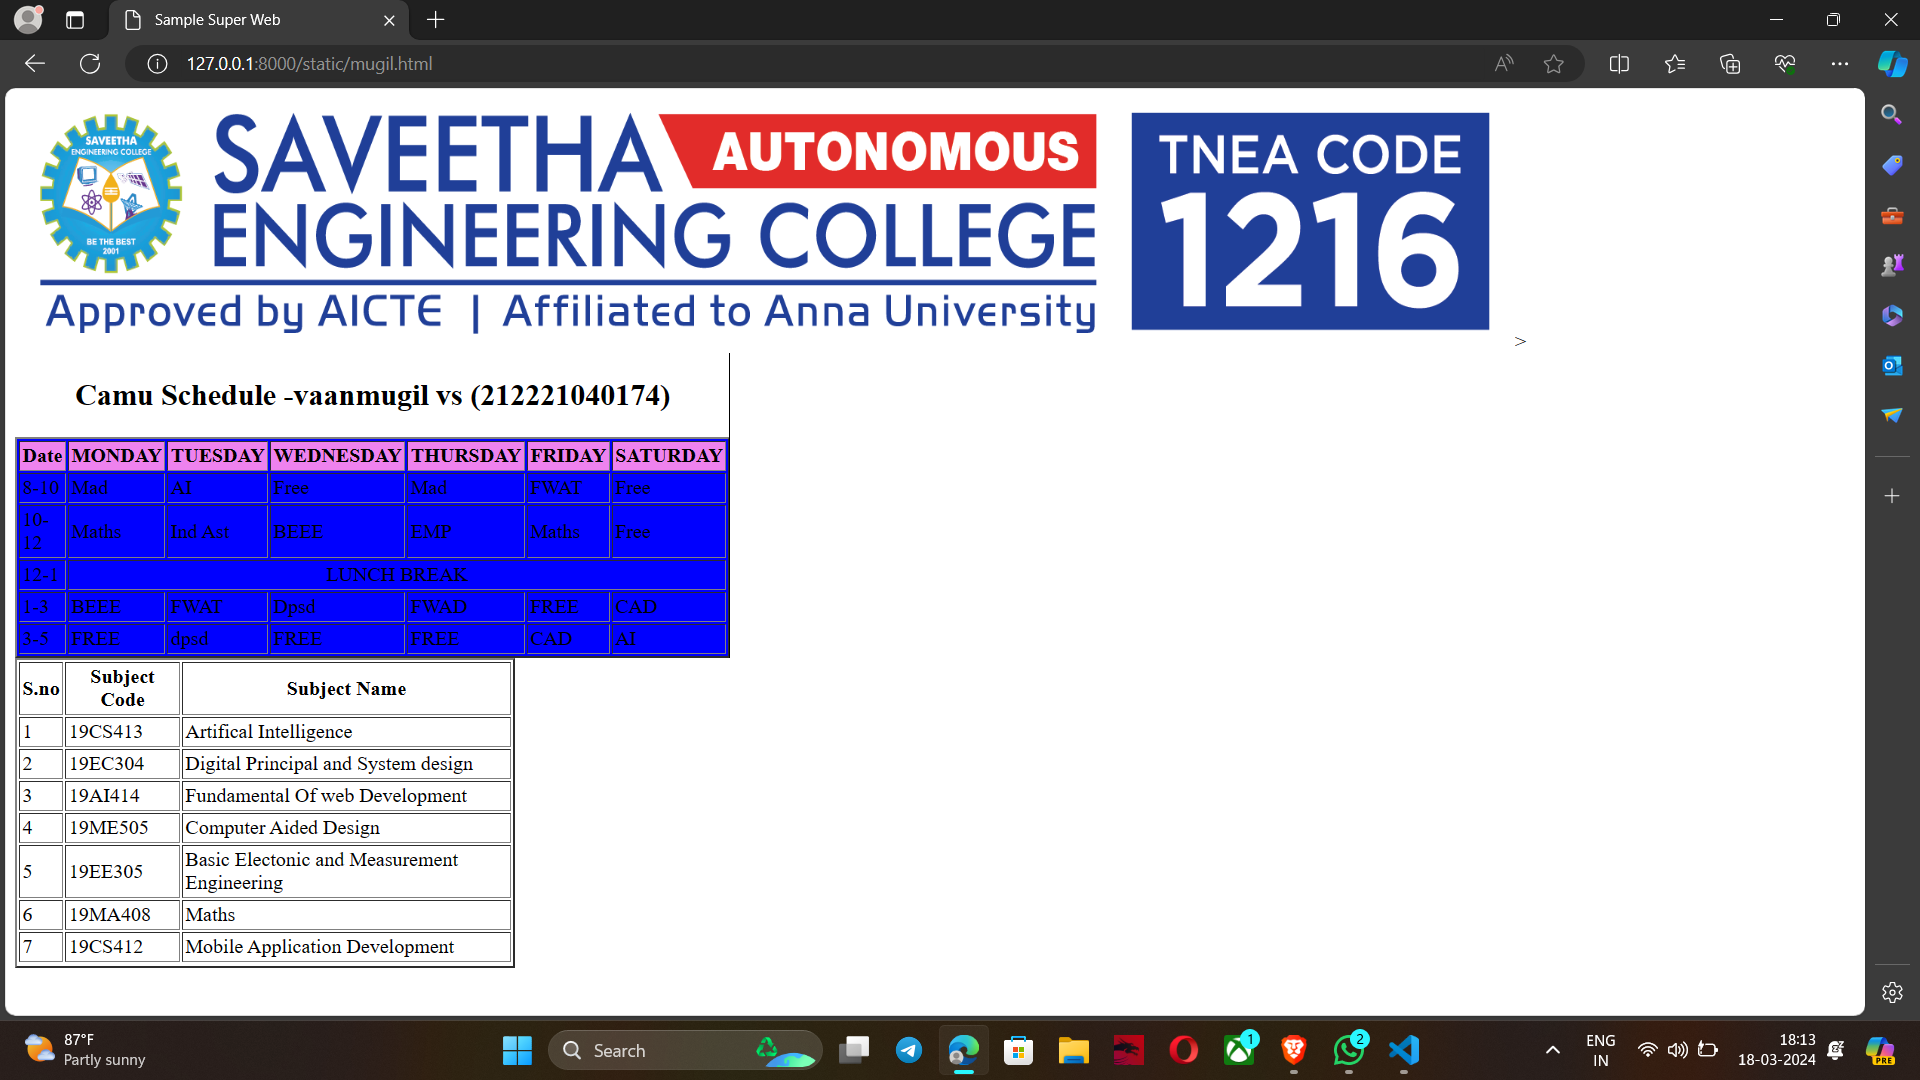 Sample Super Web
127.0.0.1:8000/static/mugil.html
SAVEETHA
ENGINEERING COLLEGE
BE THE BEST
2001
SAVEETHA AUTONOMOUS
ENGINEERING COLLEGE
Approved by AICTE | Affiliated to Anna University
TNEA CODE
1216
>
Camu Schedule -vaanmugil vs (212221040174)
Date MONDAY TUESDAY WEDNESDAY THURSDAY FRIDAY SATURDAY
8-10 Mad AI Free Mad FWAT Free
10-
12 Maths Ind Ast BEEE EMP Maths Free
12-1 LUNCH BREAK
1-3 BEEE FWAT Dpsd FWAD FREE CAD
3-5 FREE dpsd FREE FREE CAD AI
S.no Subject Code Subject Name
1 19CS413 Artifical Intelligence
2 19EC304 Digital Principal and System design
3 19AI414 Fundamental Of web Development
4 19ME505 Computer Aided Design
5 19EE305 Basic Electonic and Measurement
Engineering
6 19MA408 Maths
7 19CS412 Mobile Application Development
87°F
Partly sunny
Search
1
2
ENG
IN
18:13
18-03-2024
PRE